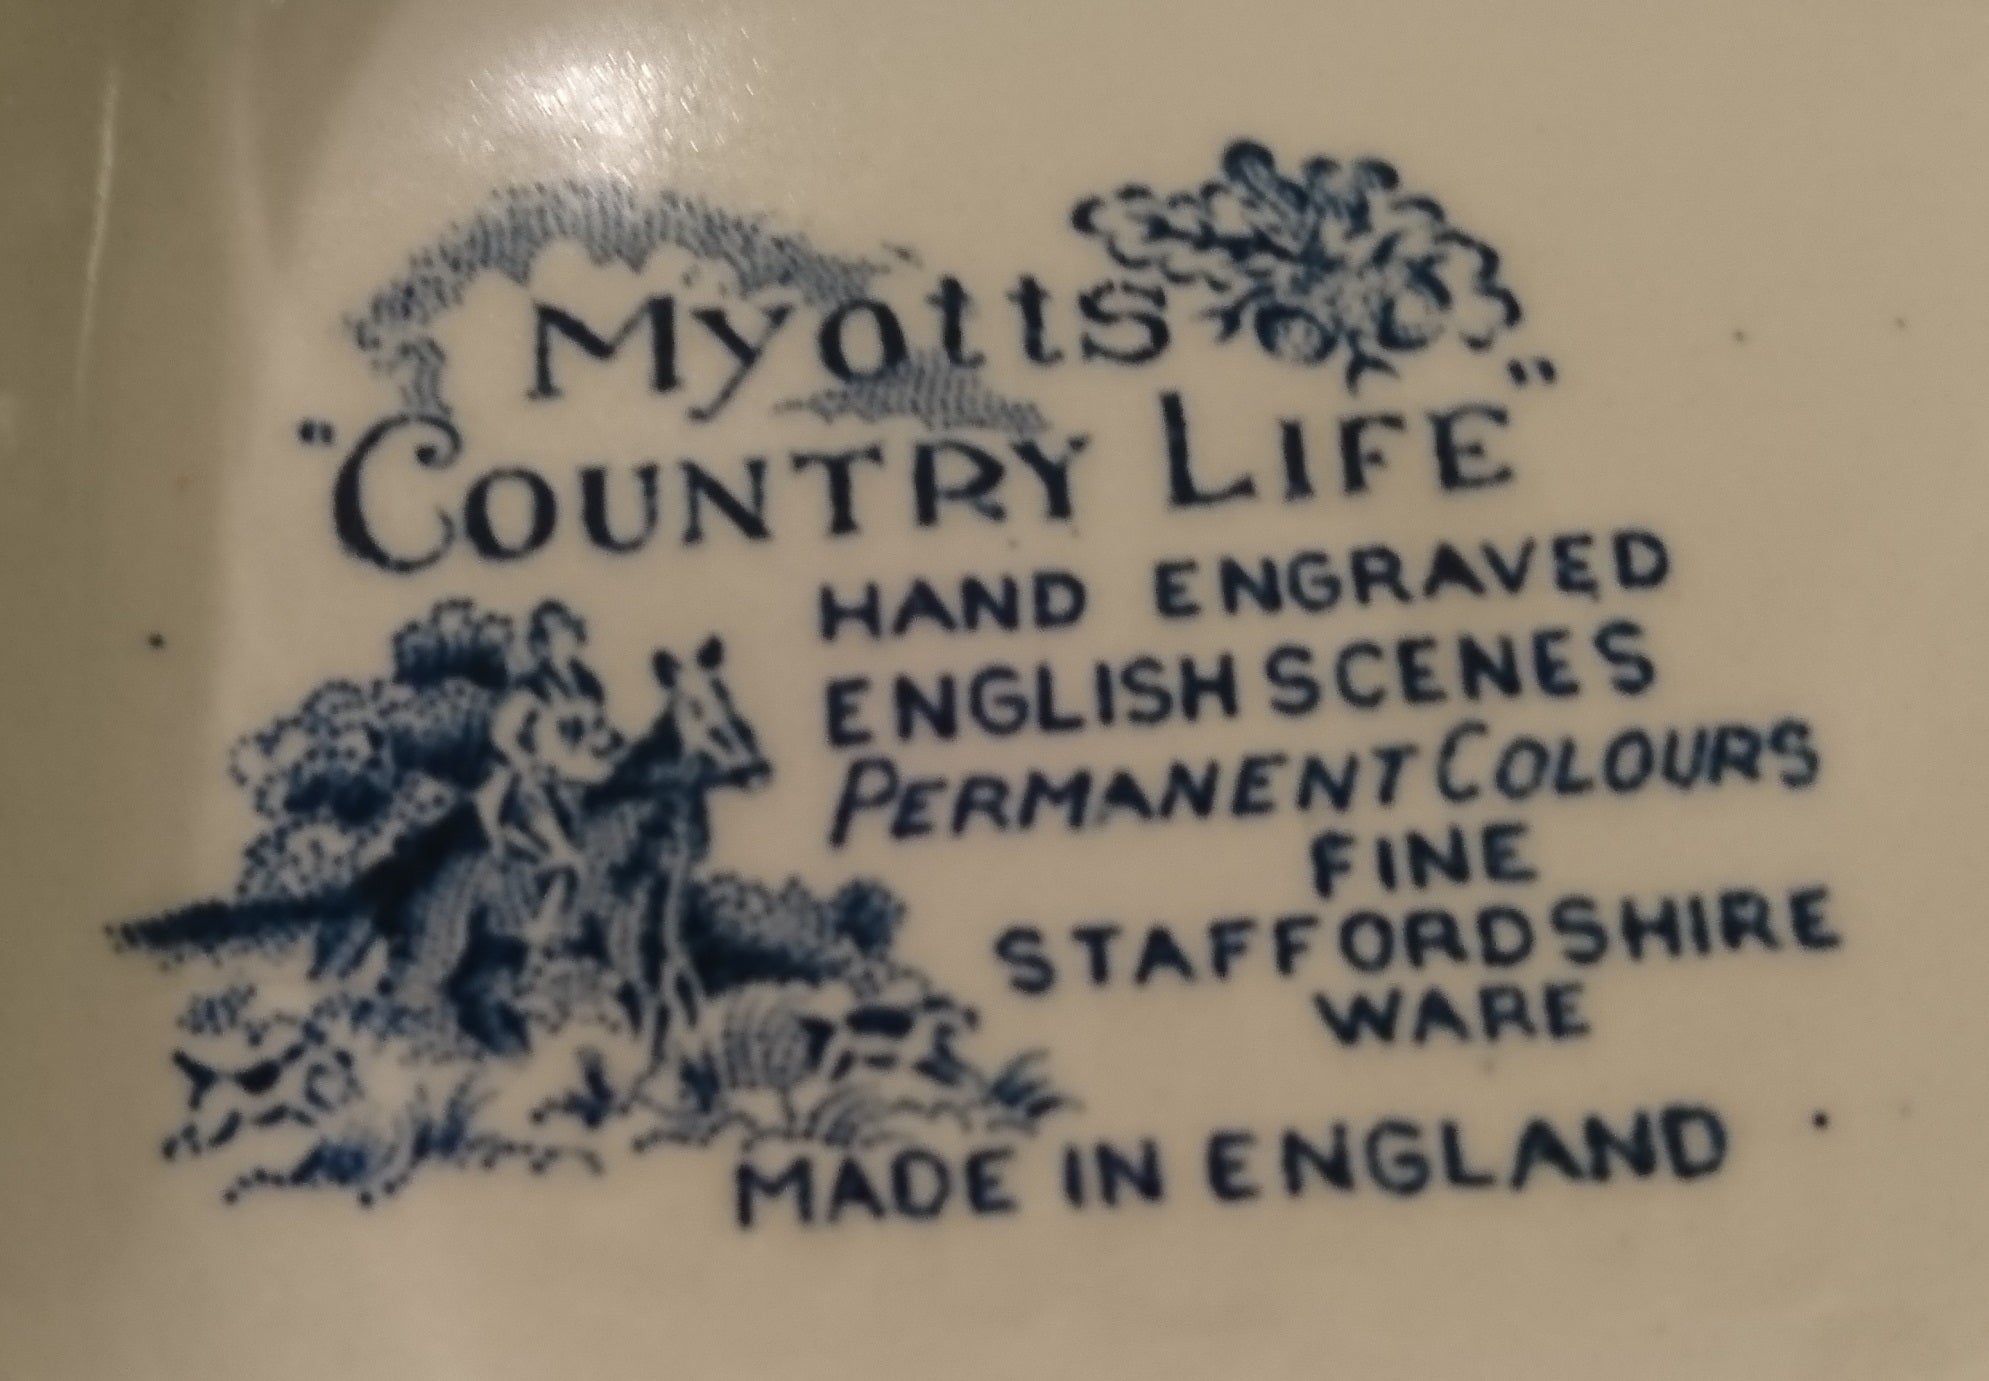 Myotts
"COUNTRY LIFE"
HAND ENGRAVED
ENGLISH SCENES
PERMANENT COLOURS
FINE
STAFFORDSHIRE
WARE
MADE IN ENGLAND